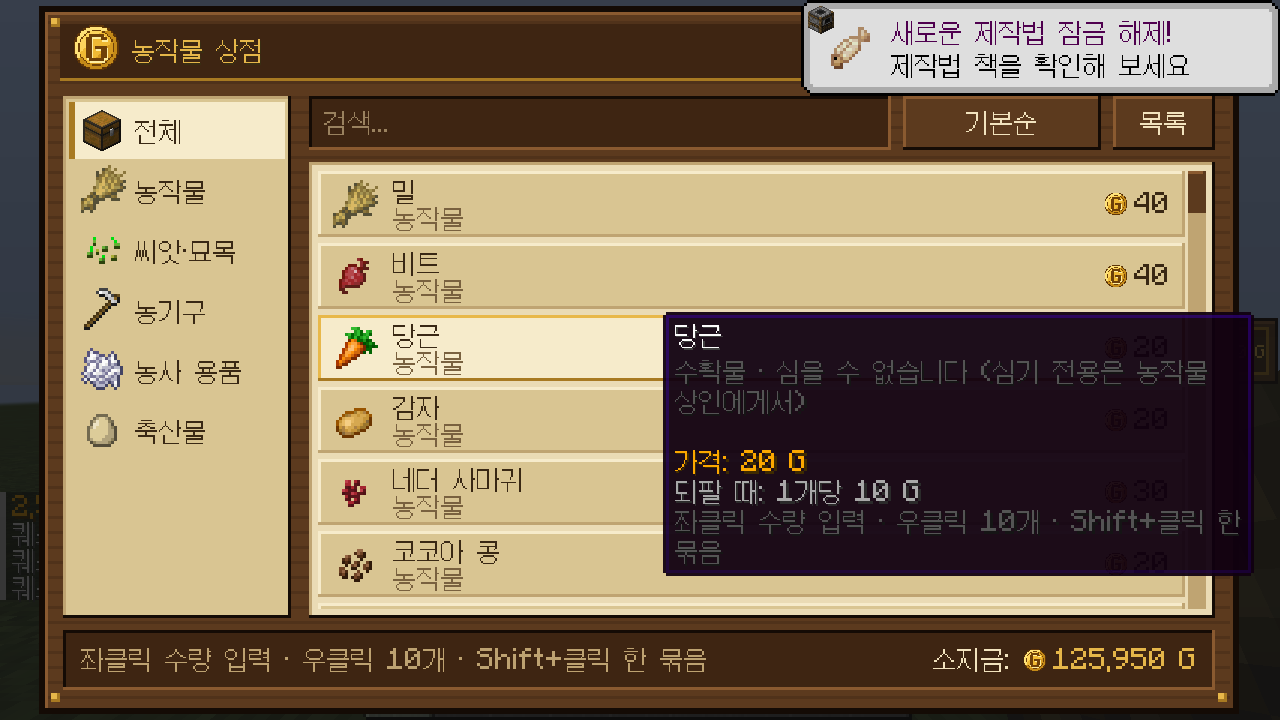 농작물 상점
새로운 제작법 잠금 해제!
제작법 책을 확인해 보세요
전체
농작물
씨앗·묘목
농기구
농사 용품
축산물
검색...
기본순
목록
밀
농작물
40
비트
농작물
40
당근
농작물
20
감자
농작물
20
네더 사마귀
농작물
30
코코아 콩
농작물
20
당근
수확물 · 심을 수 없습니다 (심기 전용은 농작물
상인에게서)
가격: 20 G
되팔 때: 1개당 10 G
좌클릭 수량 입력 · 우클릭 10개 · Shift+클릭 한
묶음
좌클릭 수량 입력 · 우클릭 10개 · Shift+클릭 한 묶음
소지금: 125,950 G